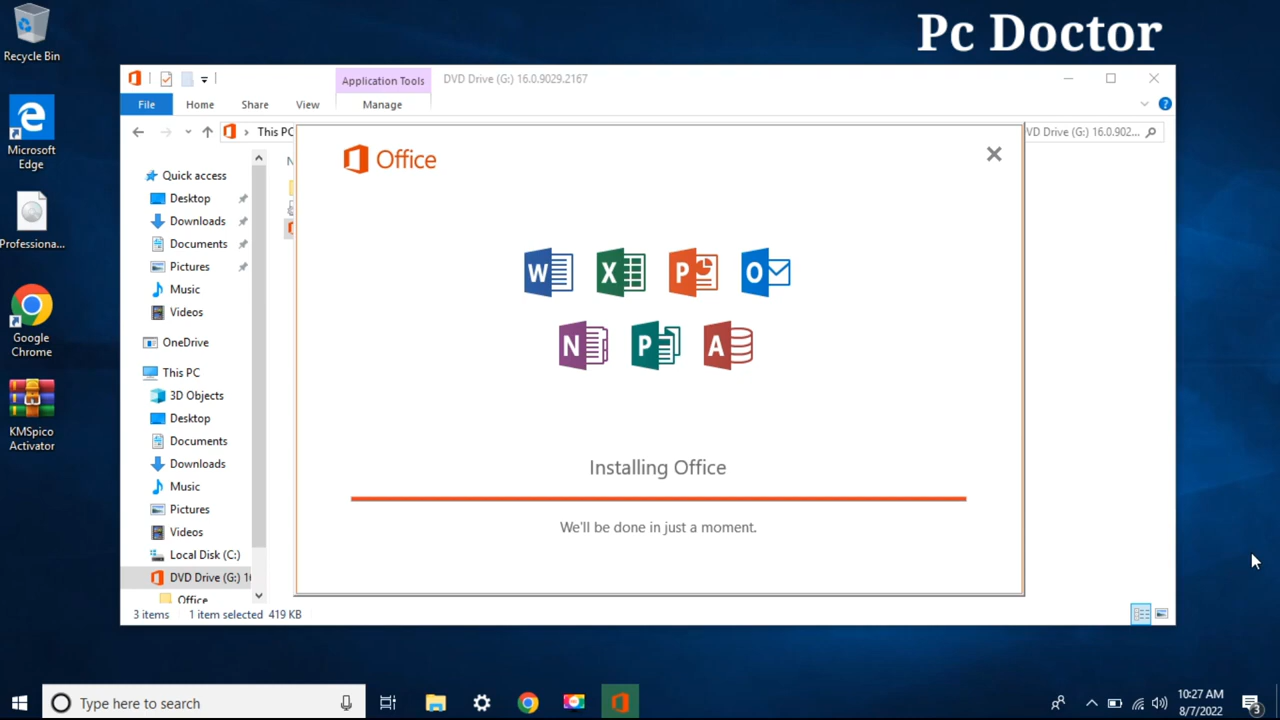 Pc Doctor
Recycle Bin
Microsoft
Edge
Professiona...
Google
Chrome
KMSpico
Activator
Application Tools
DVD Drive (G:) 16.0.9029.2167
File
Home
Share
View
Manage
This PC
DVD Drive (G:) 16.0.902...
Quick access
Desktop
Downloads
Documents
Pictures
Music
Videos
OneDrive
This PC
3D Objects
Desktop
Documents
Downloads
Music
Pictures
Videos
Local Disk (C:)
DVD Drive (G:) 16
Office
3 items
1 item selected 419 KB
Office
W
X
P
O
N
P
A
Installing Office
We'll be done in just a moment.
Type here to search
10:27 AM
8/7/2022
3